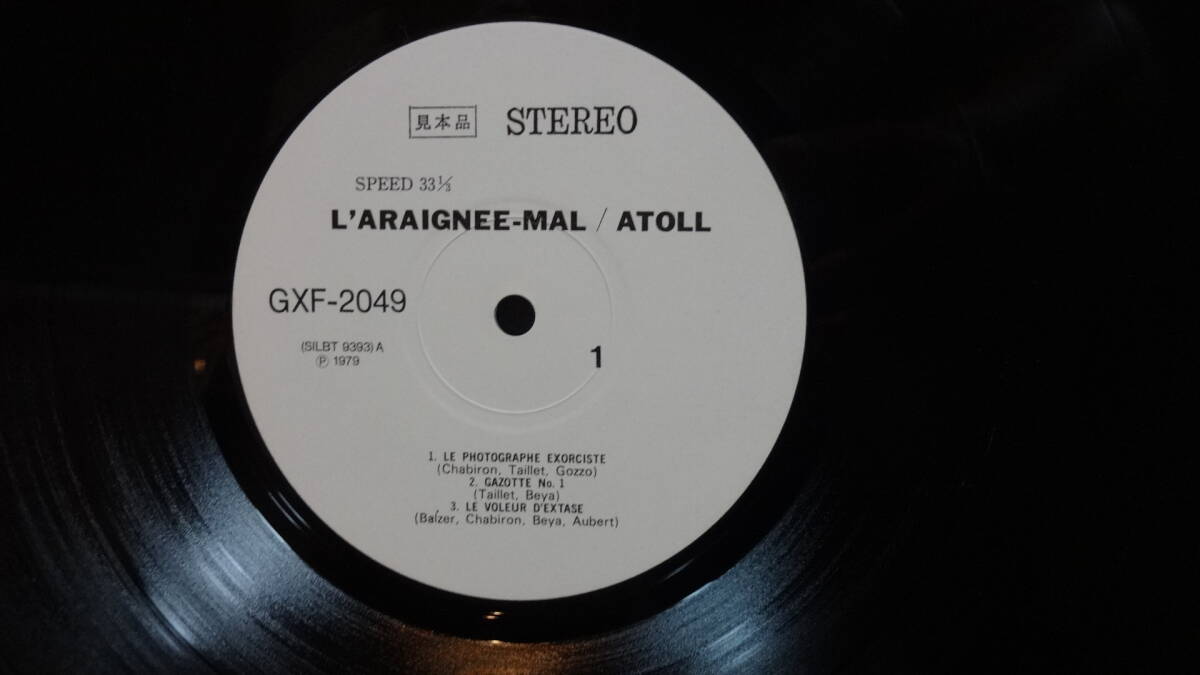 見本品 STEREO
SPEED 33⅓
L'ARAIGNEE-MAL / ATOLL
GXF-2049
(SILBT 9393) A
Ⓟ 1979
1
1. LE PHOTOGRAPHE EXORCISTE
(Chabiron, Taillet, Gozzo)
2. GAZOTTE No. 1
(Taillet, Beya)
3. LE VOLEUR D'EXTASE
(Balzer, Chabiron, Beya, Aubert)